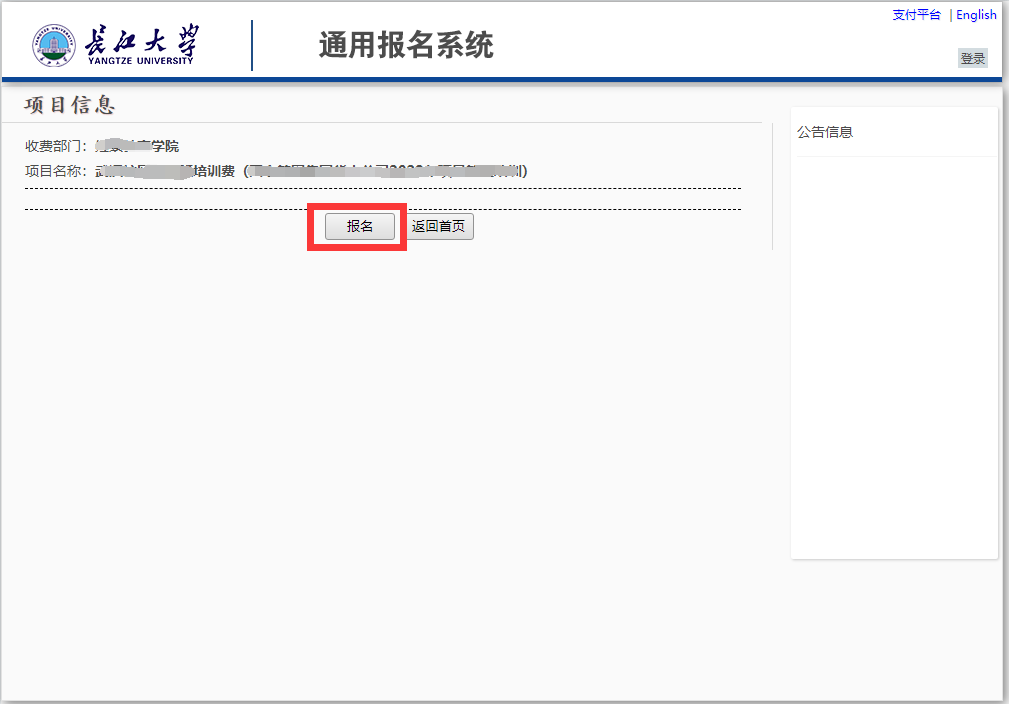 支付平台 | English
长江大学
YANGTZE UNIVERSITY
通用报名系统
登录
项目信息
公告信息
收费部门：学院
项目名称：培训费（
报名
返回首页